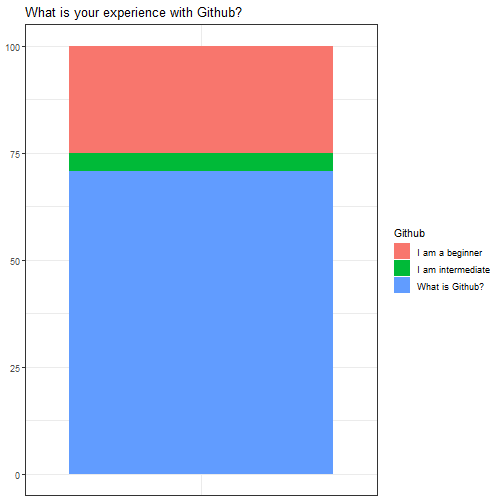 What is your experience with Github?
100
75
50
25
0
Github
I am a beginner
I am intermediate
What is Github?